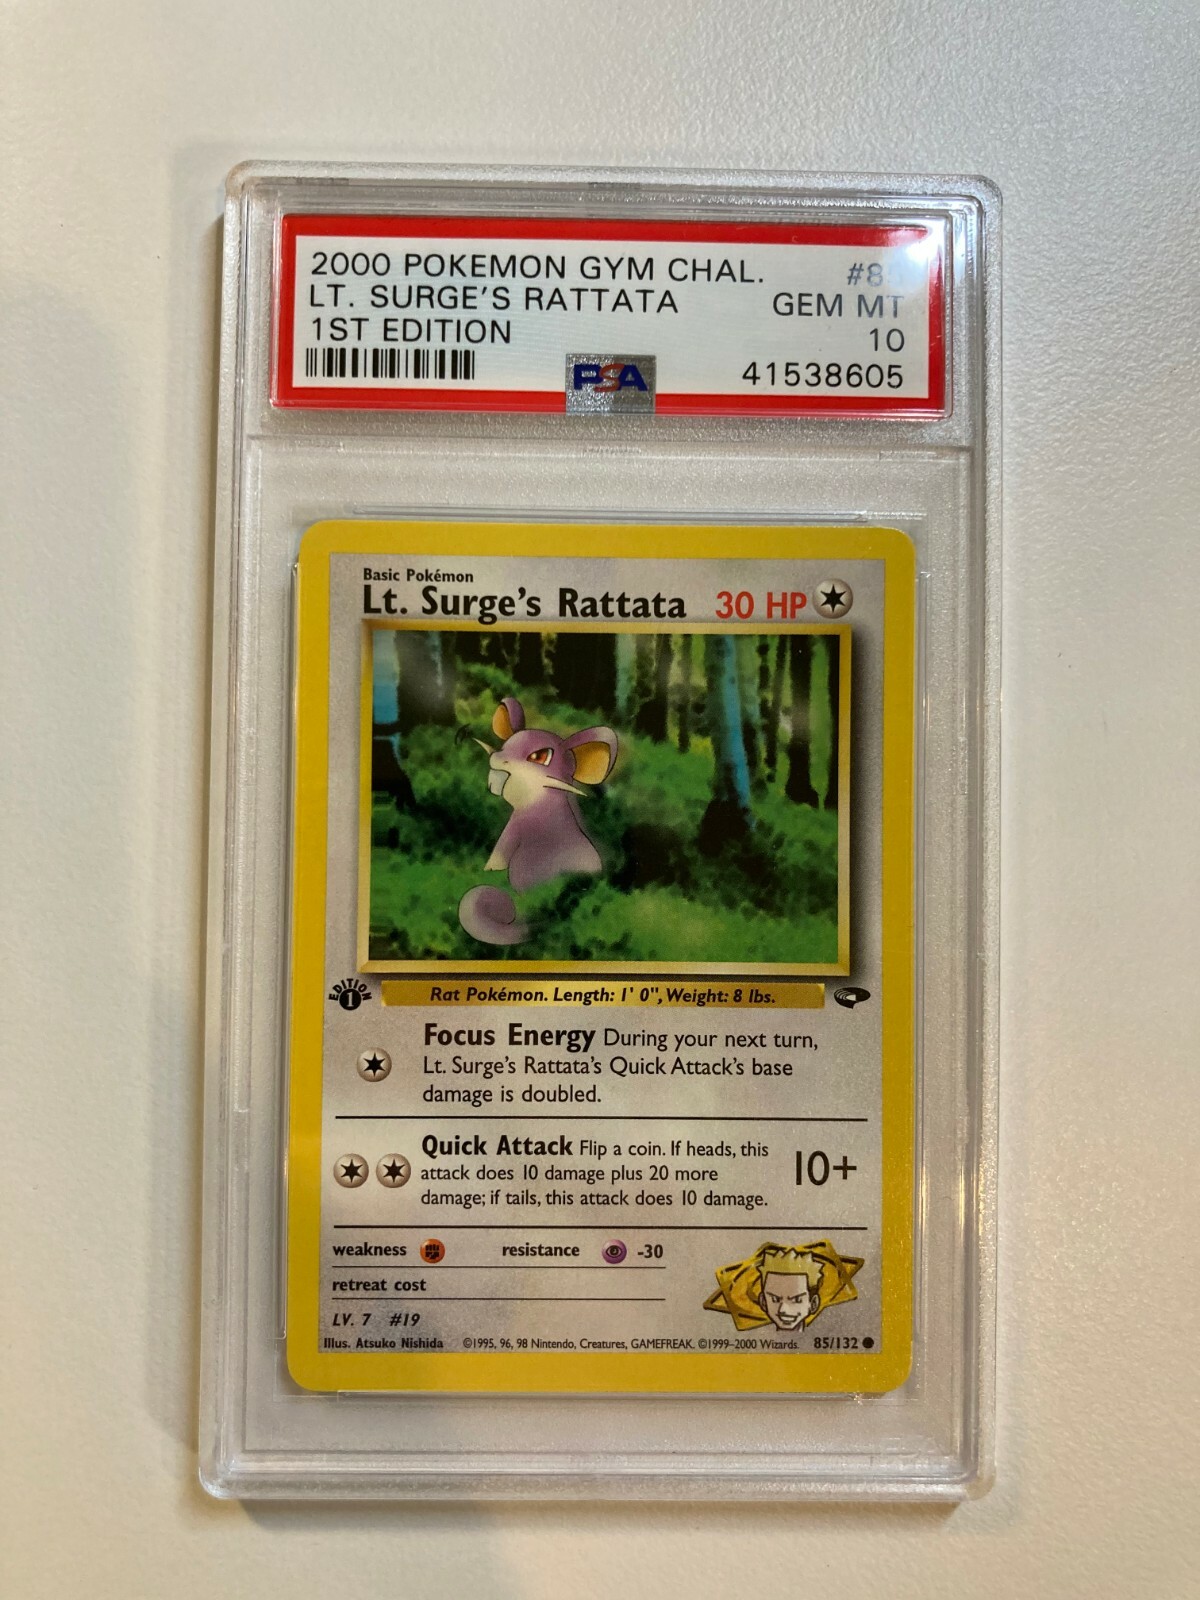 2000 POKEMON GYM CHAL.
LT. SURGE'S RATTATA
GEM MT
1ST EDITION
10
PSA
41538605
Basic Pokémon
Lt. Surge's Rattata 30 HP
EDITION
1
Rat Pokémon. Length: 1' 0", Weight: 8 lbs.
Focus Energy During your next turn,
Lt. Surge's Rattata's Quick Attack's base
damage is doubled.
Quick Attack Flip a coin. If heads, this
attack does 10 damage plus 20 more
damage; if tails, this attack does 10 damage.
10+
weakness resistance -30
retreat cost
LV. 7 #19
Illus. Atsuko Nishida ©1995, 96, 98 Nintendo, Creatures, GAMEFREAK. ©1999-2000 Wizards. 85/132